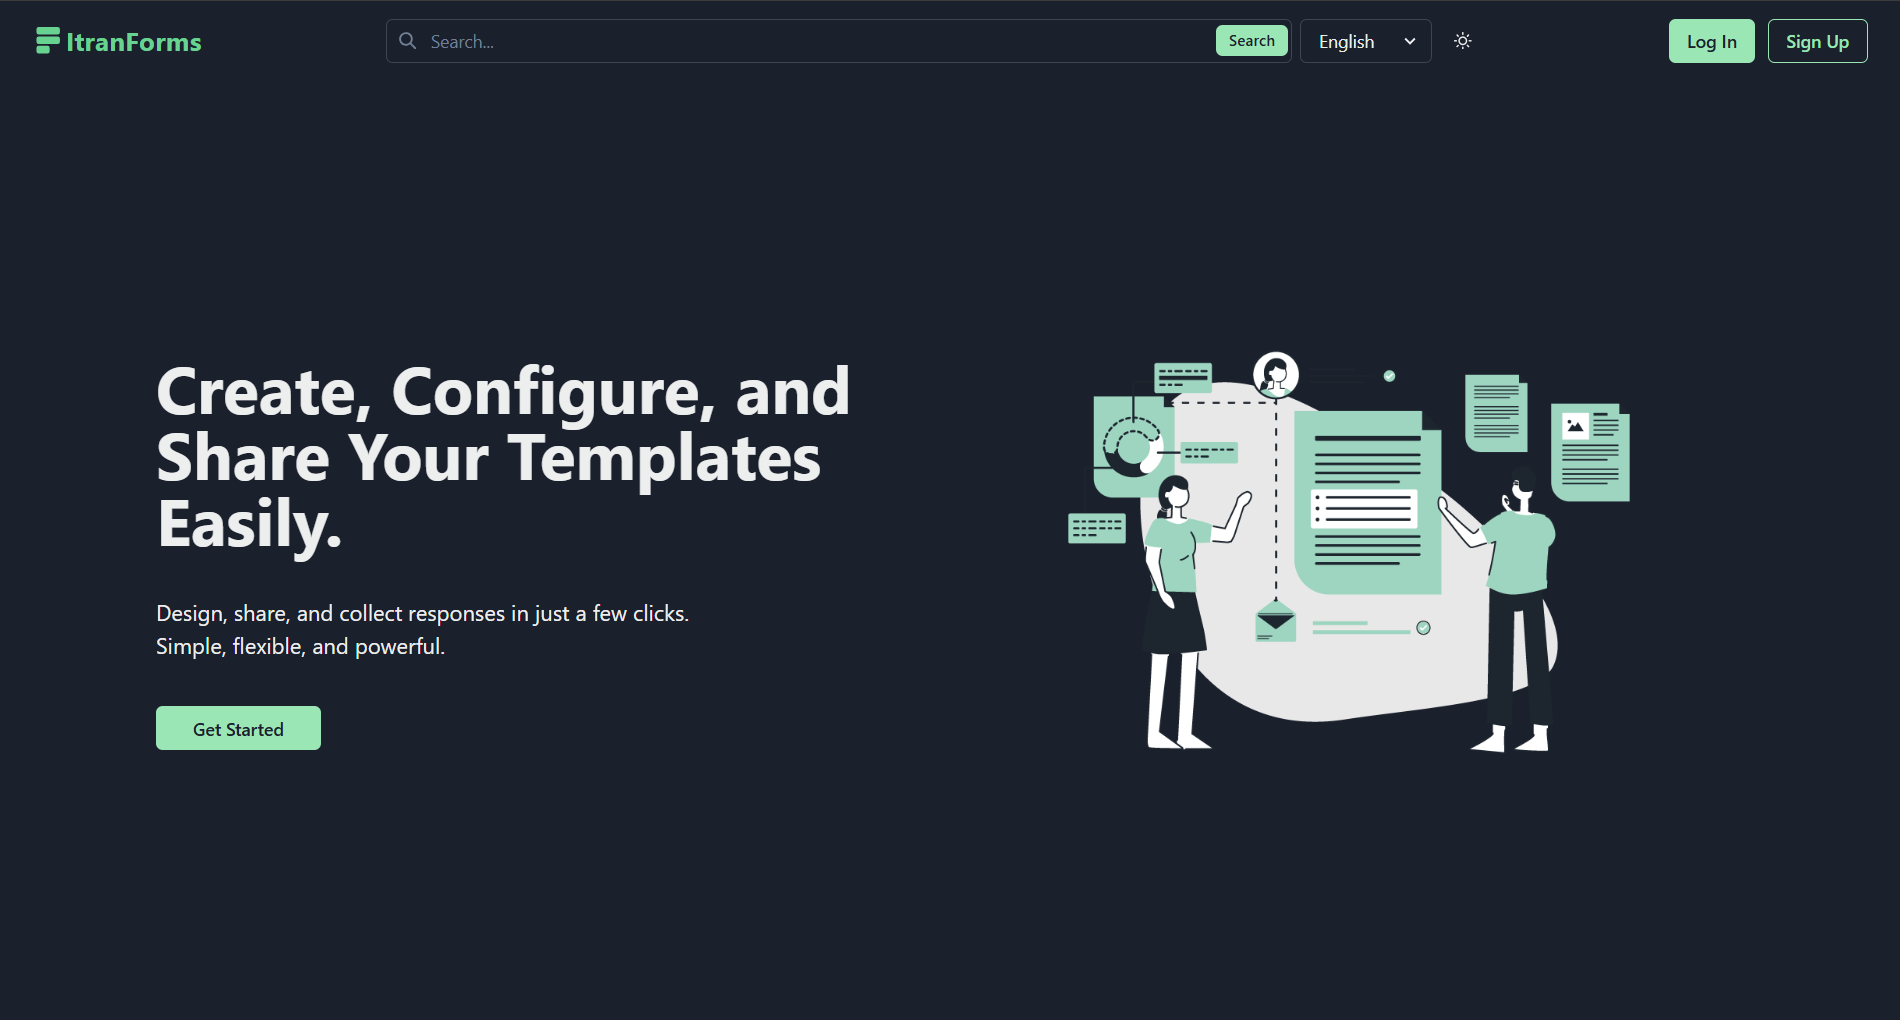 ItranForms
Search...
Search
English
Log In
Sign Up
Create, Configure, and
Share Your Templates
Easily.
Design, share, and collect responses in just a few clicks.
Simple, flexible, and powerful.
Get Started